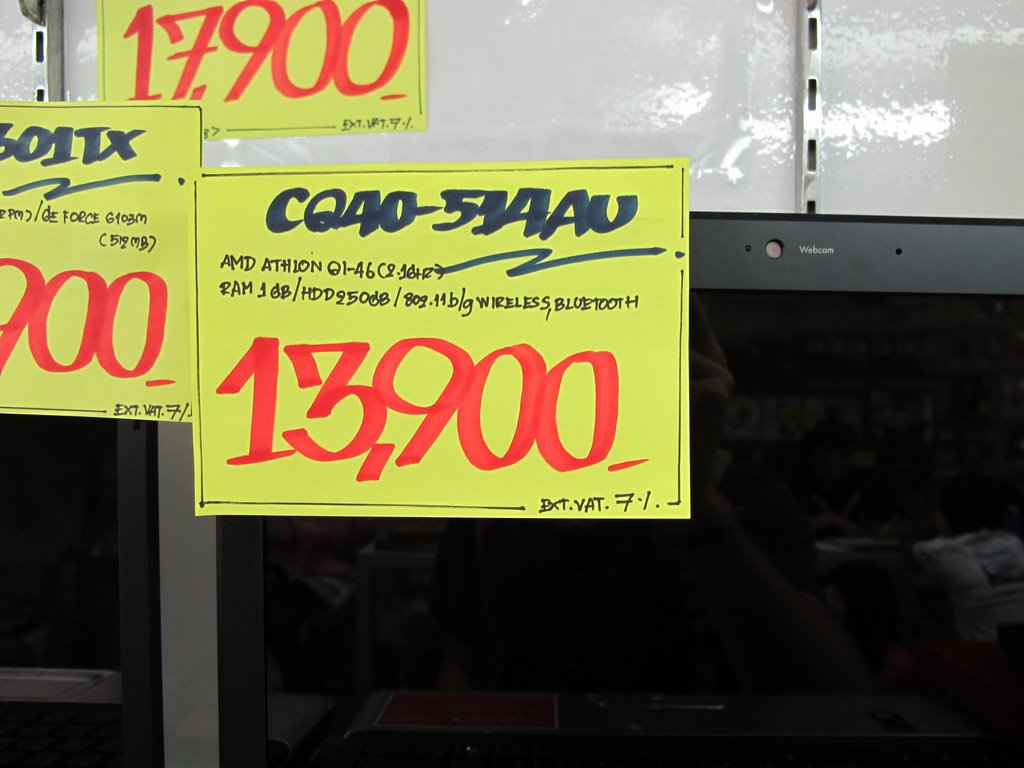 17,900
EXT.VAT. 7%
601TX
RPM)/GE FORCE G103M
(512MB)
900
EXT.VAT. 7%
CQ40-514AU
AMD ATHLON QL-46(2.1GHZ)
RAM 1GB/HDD250GB/802.11b/g WIRELESS,BLUETOOTH
13,900
EXT.VAT. 7%
Webcam